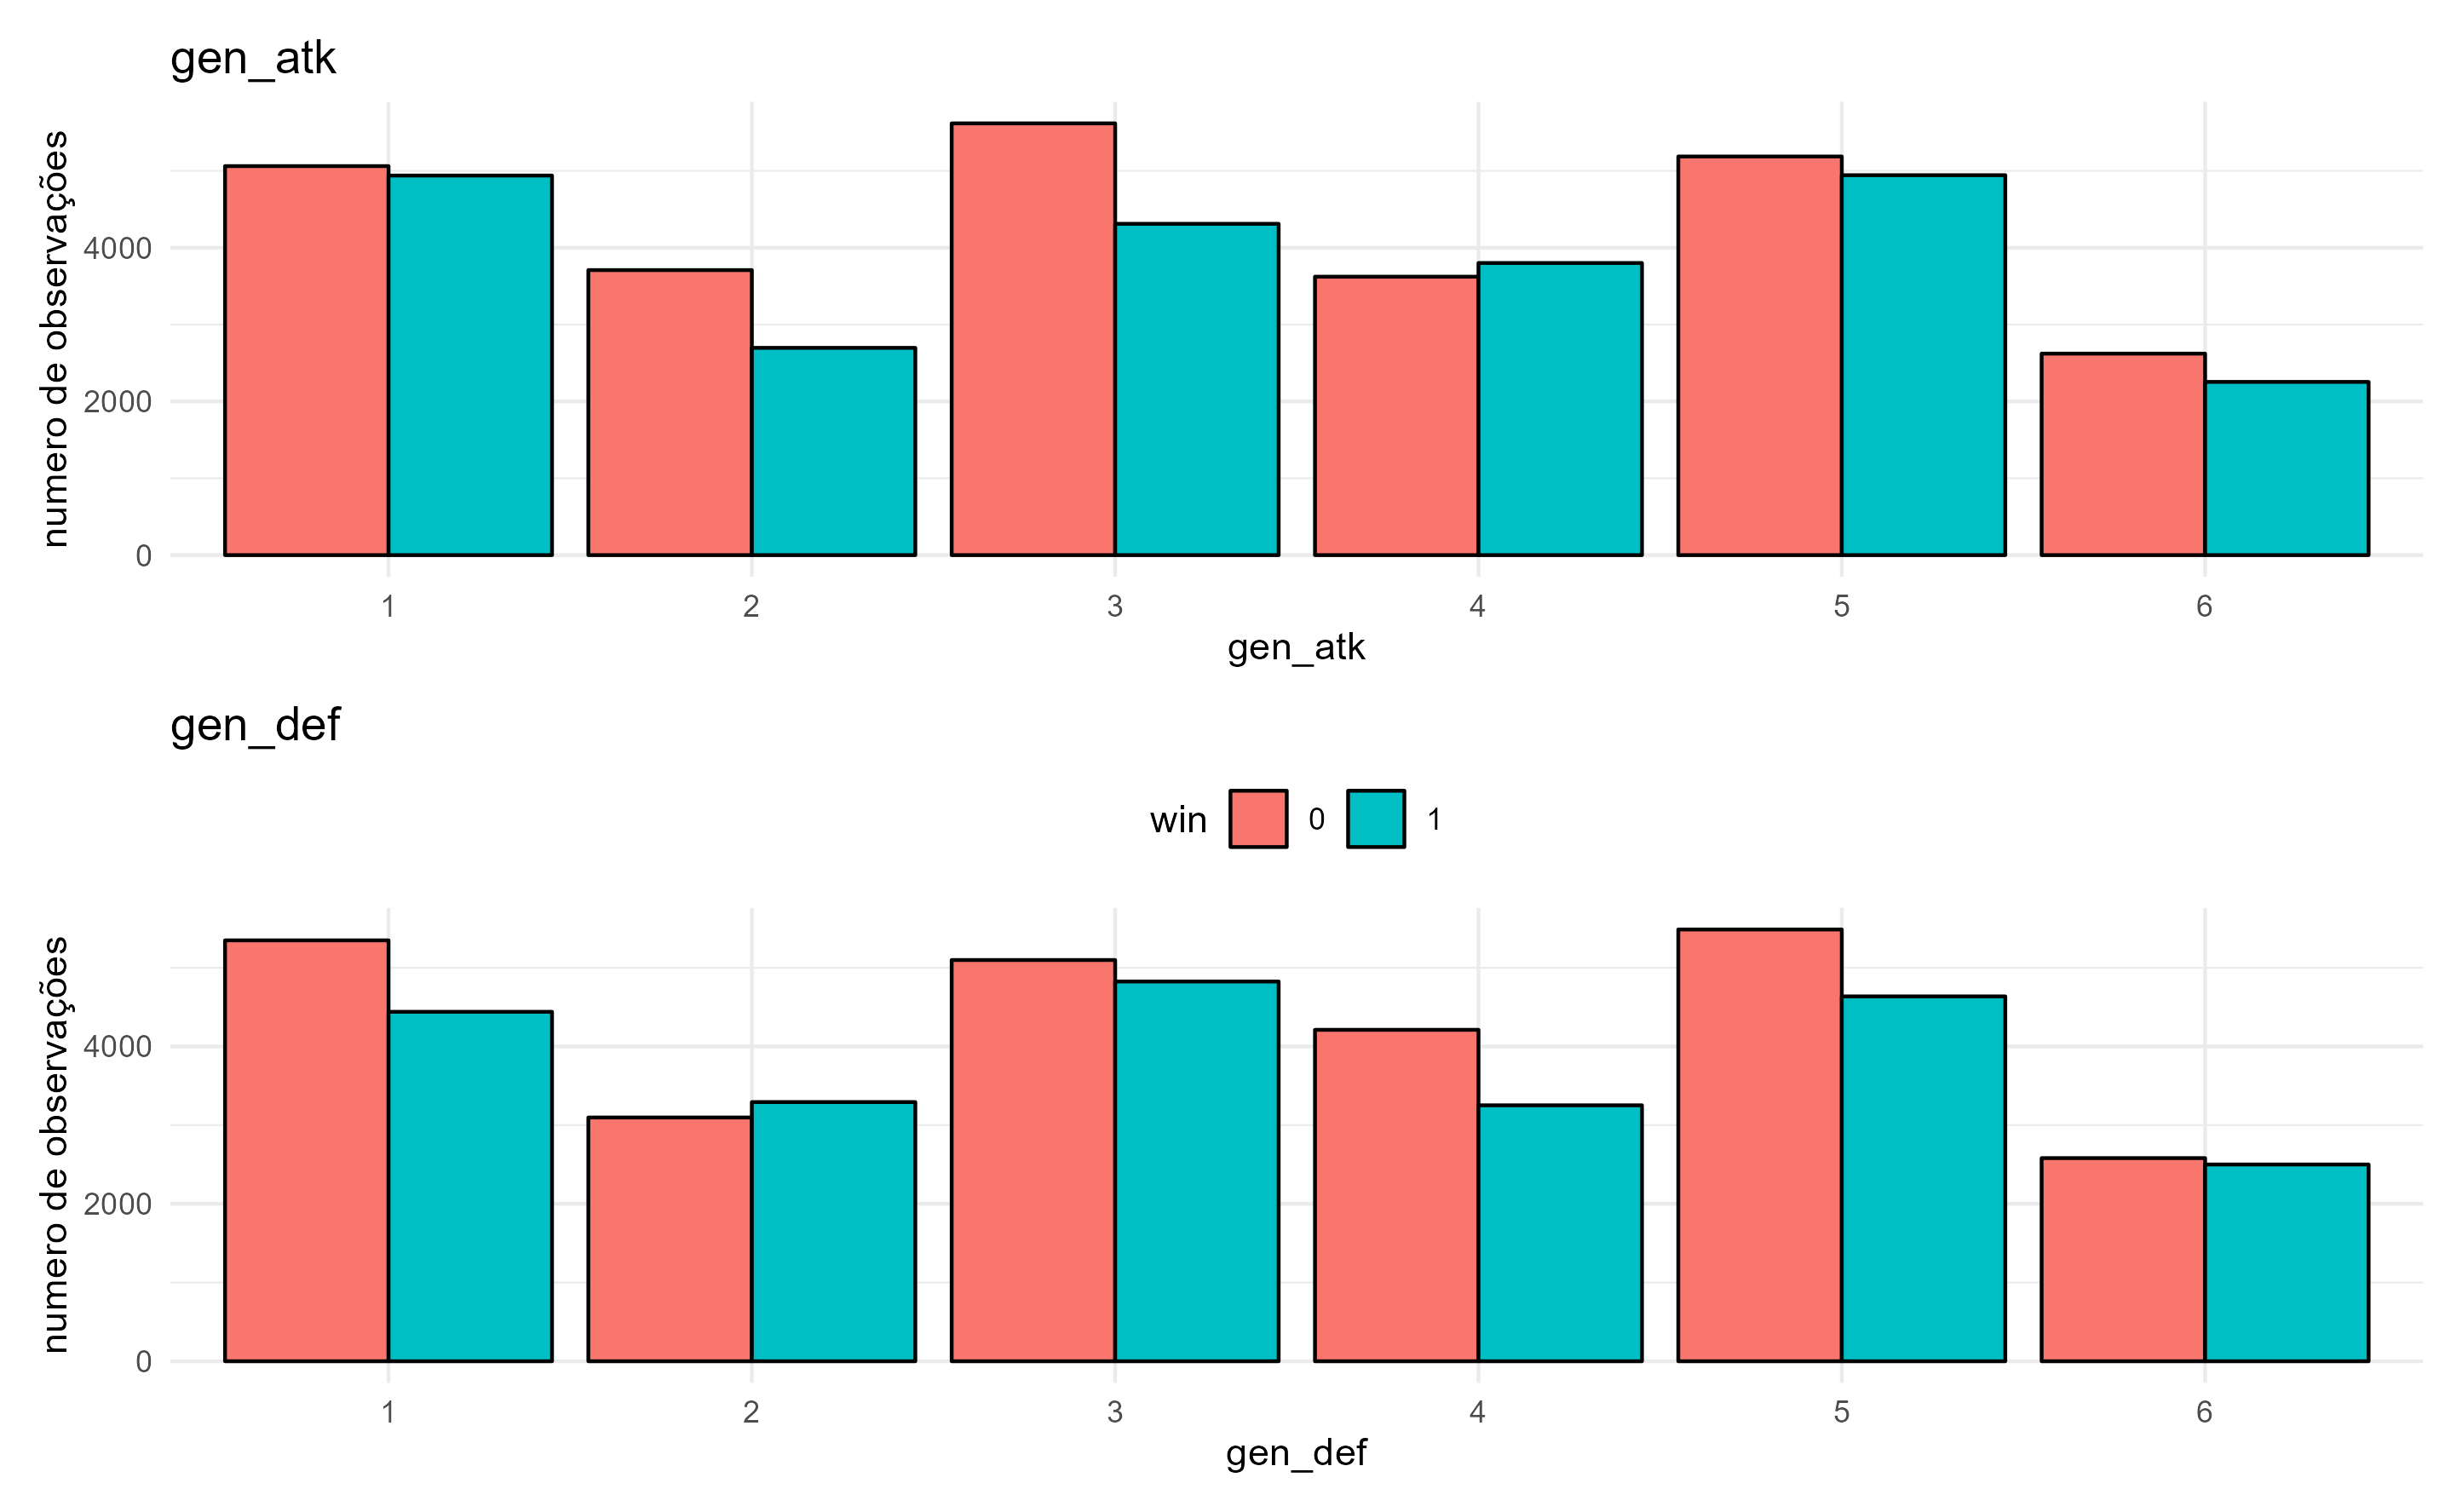 gen_atk
numero de observações
4000
2000
0
1 2 3 4 5 6
gen_atk
gen_def
win 0 1
numero de observações
4000
2000
0
1 2 3 4 5 6
gen_def